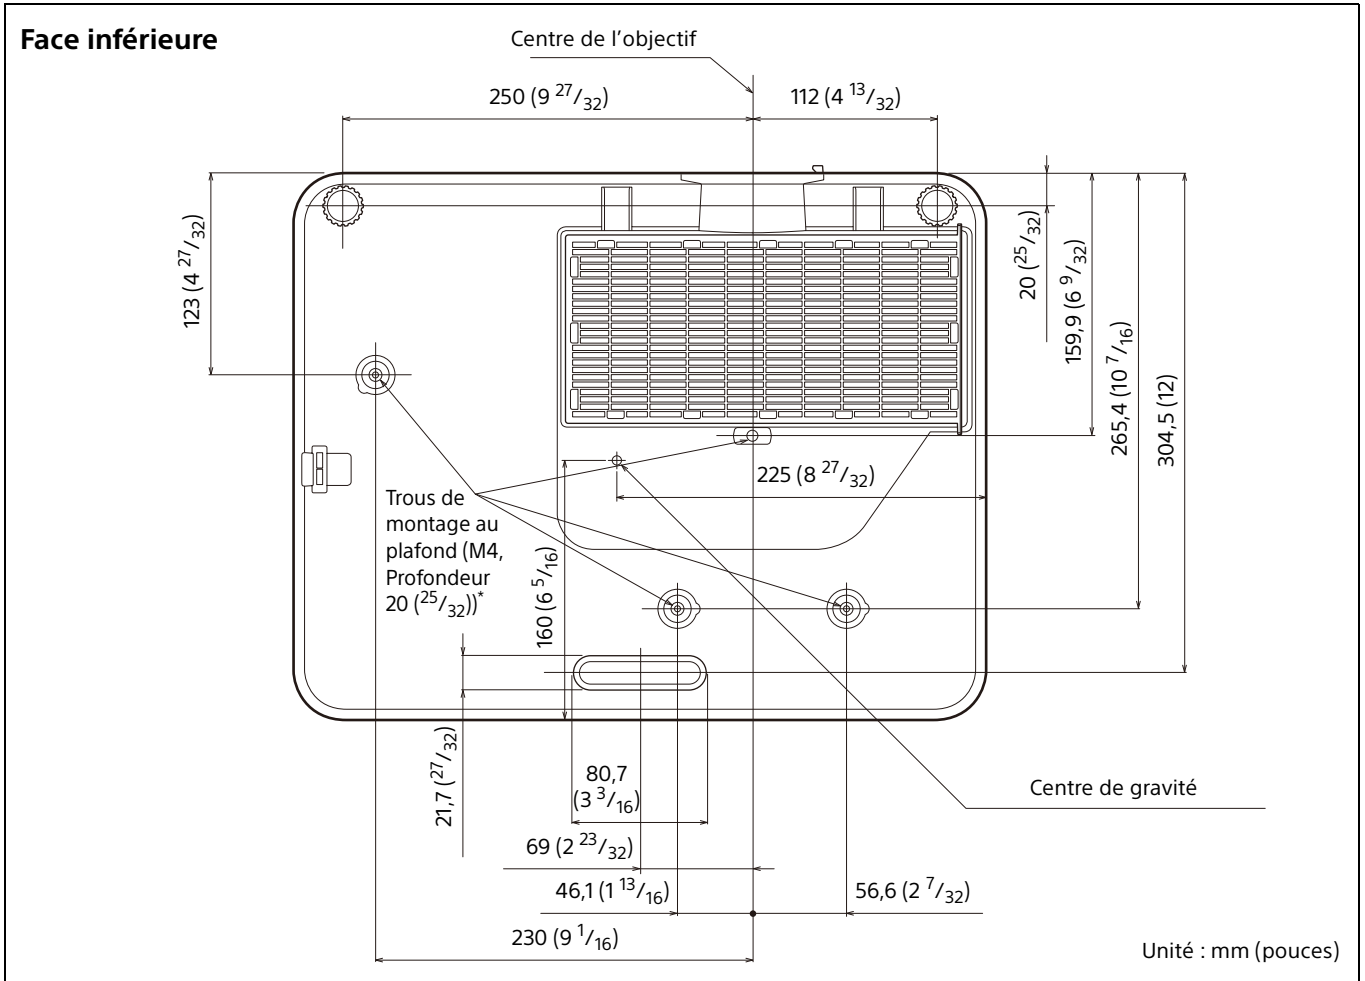 Face inférieure
Centre de l’objectif
250 (9 27/32)
112 (4 13/32)
123 (4 27/32)
20 (25/32)
159,9 (6 9/32)
265,4 (10 7/16)
304,5 (12)
225 (8 27/32)
Trous de
montage au
plafond (M4,
Profondeur
20 (25/32))*
160 (6 5/16)
21,7 (27/32)
80,7
(3 3/16)
Centre de gravité
69 (2 23/32)
46,1 (1 13/16)
56,6 (2 7/32)
230 (9 1/16)
Unité : mm (pouces)